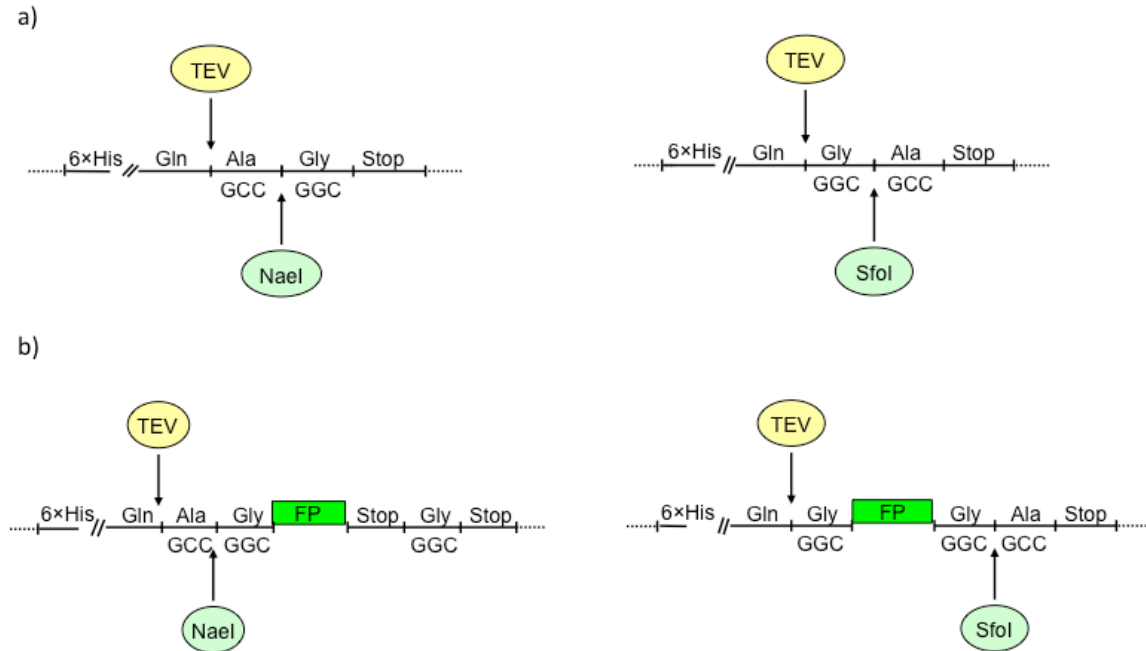 a)
TEV TEV
6×His Gln Ala Gly Stop 6×His Gln Gly Ala Stop
GCC GGC GGC GCC
NaeI SfoI
b)
TEV TEV
6×His Gln Ala Gly FP Stop Gly Stop 6×His Gln Gly FP Gly Ala Stop
GCC GGC GGC GGC GGC GCC
NaeI SfoI